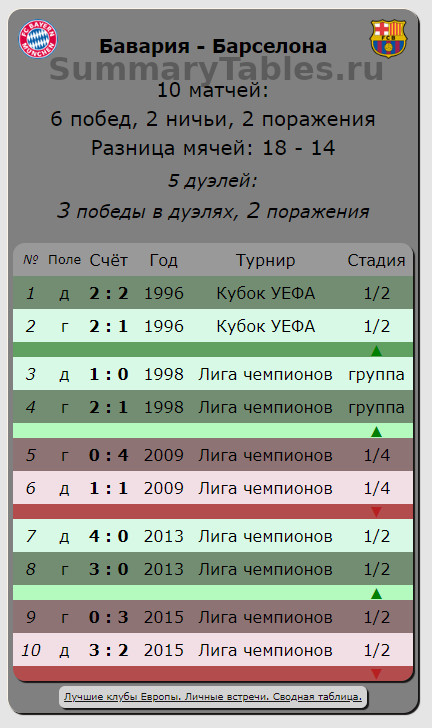 FC BAYERN
MÜNCHEN
FCB
Бавария - Барселона
SummaryTables.ru
10 матчей:
6 побед, 2 ничьи, 2 поражения
Разница мячей: 18 - 14
5 дуэлей:
3 победы в дуэлях, 2 поражения
№ Поле Счёт Год Турнир Стадия
1 д 2 : 2 1996 Кубок УЕФА 1/2
2 г 2 : 1 1996 Кубок УЕФА 1/2
▲
3 д 1 : 0 1998 Лига чемпионов группа
4 г 2 : 1 1998 Лига чемпионов группа
▲
5 г 0 : 4 2009 Лига чемпионов 1/4
6 д 1 : 1 2009 Лига чемпионов 1/4
▼
7 д 4 : 0 2013 Лига чемпионов 1/2
8 г 3 : 0 2013 Лига чемпионов 1/2
▲
9 г 0 : 3 2015 Лига чемпионов 1/2
10 д 3 : 2 2015 Лига чемпионов 1/2
▼
Лучшие клубы Европы. Личные встречи. Сводная таблица.